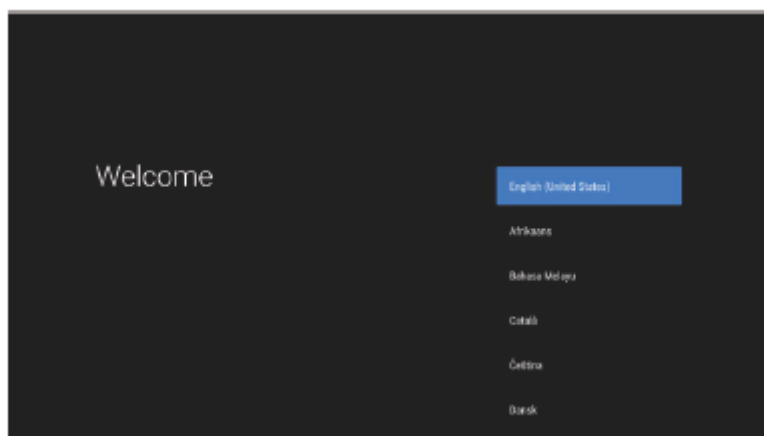 Welcome
English (United States)
Afrikaans
Bahasa Melayu
Català
Čeština
Dansk